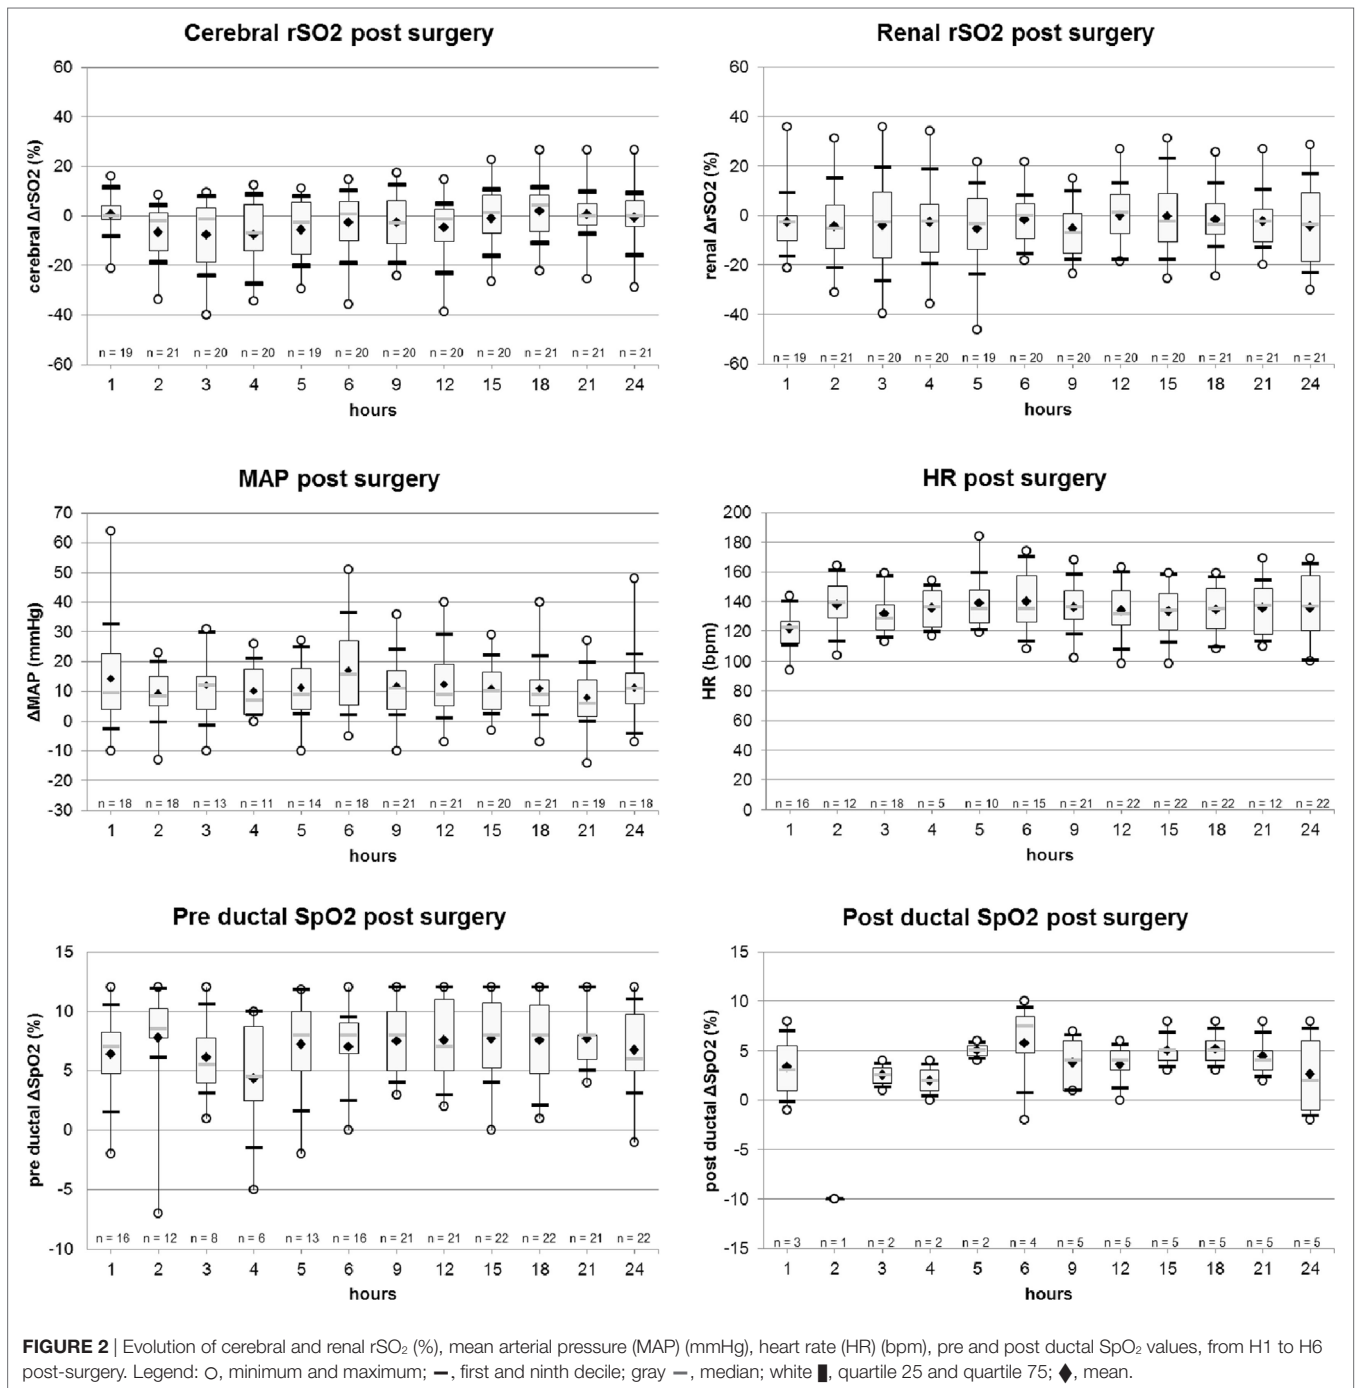 Cerebral rSO2 post surgery
cerebral ΔrSO2 (%)
60
40
20
0
-20
-40
-60
n = 19 n = 21 n = 20 n = 20 n = 19 n = 20 n = 20 n = 20 n = 20 n = 21 n = 21 n = 21
1 2 3 4 5 6 9 12 15 18 21 24
hours
Renal rSO2 post surgery
renal ΔrSO2 (%)
60
40
20
0
-20
-40
-60
n = 19 n = 21 n = 20 n = 20 n = 19 n = 20 n = 20 n = 20 n = 20 n = 21 n = 21 n = 21
1 2 3 4 5 6 9 12 15 18 21 24
hours
MAP post surgery
ΔMAP (mmHg)
70
60
50
40
30
20
10
0
-10
-20
-30
n = 18 n = 18 n = 13 n = 11 n = 14 n = 18 n = 21 n = 21 n = 20 n = 21 n = 19 n = 18
1 2 3 4 5 6 9 12 15 18 21 24
hours
HR post surgery
HR (bpm)
200
180
160
140
120
100
80
60
40
20
0
n = 16 n = 12 n = 18 n = 5 n = 10 n = 15 n = 21 n = 22 n = 22 n = 22 n = 12 n = 22
1 2 3 4 5 6 9 12 15 18 21 24
hours
Pre ductal SpO2 post surgery
pre ductal ΔSpO2 (%)
15
10
5
0
-5
-10
n = 16 n = 12 n = 8 n = 6 n = 13 n = 16 n = 21 n = 21 n = 22 n = 22 n = 21 n = 22
1 2 3 4 5 6 9 12 15 18 21 24
hours
Post ductal SpO2 post surgery
post ductal ΔSpO2 (%)
15
10
5
0
-5
-10
-15
n = 3 n = 1 n = 2 n = 2 n = 2 n = 4 n = 5 n = 5 n = 5 n = 5 n = 5 n = 5
1 2 3 4 5 6 9 12 15 18 21 24
hours
FIGURE 2 | Evolution of cerebral and renal rSO₂ (%), mean arterial pressure (MAP) (mmHg), heart rate (HR) (bpm), pre and post ductal SpO₂ values, from H1 to H6
post-surgery. Legend: ○, minimum and maximum; –, first and ninth decile; gray –, median; white ▮, quartile 25 and quartile 75; ◆, mean.